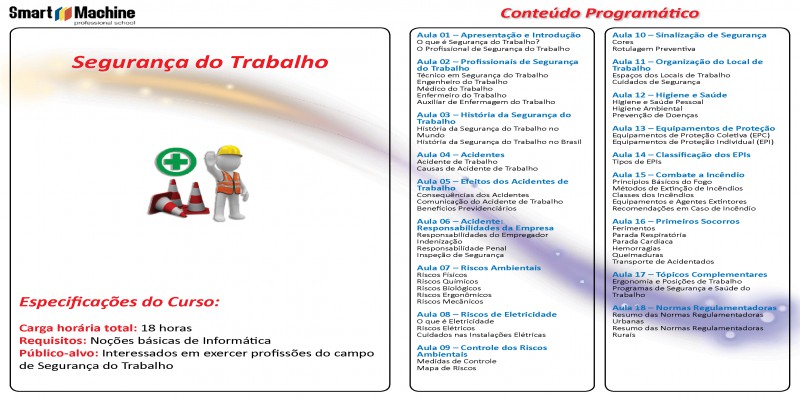 Smart Machine
professional school
Segurança do Trabalho
Especificações do Curso:
Carga horária total: 18 horas
Requisitos: Noções básicas de Informática
Público-alvo: Interessados em exercer profissões do campo
de Segurança do Trabalho
Conteúdo Programático
Aula 01 – Apresentação e Introdução
O que é Segurança do Trabalho?
O Profissional de Segurança do Trabalho
Aula 02 – Profissionais de Segurança
do Trabalho
Técnico em Segurança do Trabalho
Engenheiro do Trabalho
Médico do Trabalho
Enfermeiro do Trabalho
Auxiliar de Enfermagem do Trabalho
Aula 03 – História da Segurança do
Trabalho
História da Segurança do Trabalho no
Mundo
História da Segurança do Trabalho no Brasil
Aula 04 – Acidentes
Acidente de Trabalho
Causas de Acidente de Trabalho
Aula 05 – Efeitos dos Acidentes de
Trabalho
Consequências dos Acidentes
Comunicação do Acidente de Trabalho
Benefícios Previdenciários
Aula 06 – Acidente:
Responsabilidades da Empresa
Responsabilidades do Empregador
Indenização
Responsabilidade Penal
Inspeção de Segurança
Aula 07 – Riscos Ambientais
Riscos Físicos
Riscos Químicos
Riscos Biológicos
Riscos Ergonômicos
Riscos Mecânicos
Aula 08 – Riscos de Eletricidade
O que é Eletricidade
Riscos Elétricos
Cuidados nas Instalações Elétricas
Aula 09 – Controle dos Riscos
Ambientais
Medidas de Controle
Mapa de Riscos
Aula 10 – Sinalização de Segurança
Cores
Rotulagem Preventiva
Aula 11 – Organização do Local de
Trabalho
Espaços dos Locais de Trabalho
Cuidados de Segurança
Aula 12 – Higiene e Saúde
Higiene e Saúde Pessoal
Higiene Ambiental
Prevenção de Doenças
Aula 13 – Equipamentos de Proteção
Equipamentos de Proteção Coletiva (EPC)
Equipamentos de Proteção Individual (EPI)
Aula 14 – Classificação dos EPIs
Tipos de EPIs
Aula 15 – Combate a Incêndio
Princípios Básicos do Fogo
Métodos de Extinção de Incêndios
Classes dos Incêndios
Equipamentos e Agentes Extintores
Recomendações em Caso de Incêndio
Aula 16 – Primeiros Socorros
Ferimentos
Parada Respiratória
Parada Cardíaca
Hemorragias
Queimaduras
Transporte de Acidentados
Aula 17 – Tópicos Complementares
Ergonomia e Posições de Trabalho
Programas de Segurança e Saúde do
Trabalho
Aula 18 – Normas Regulamentadoras
Resumo das Normas Regulamentadoras
Urbanas
Resumo das Normas Regulamentadoras
Rurais